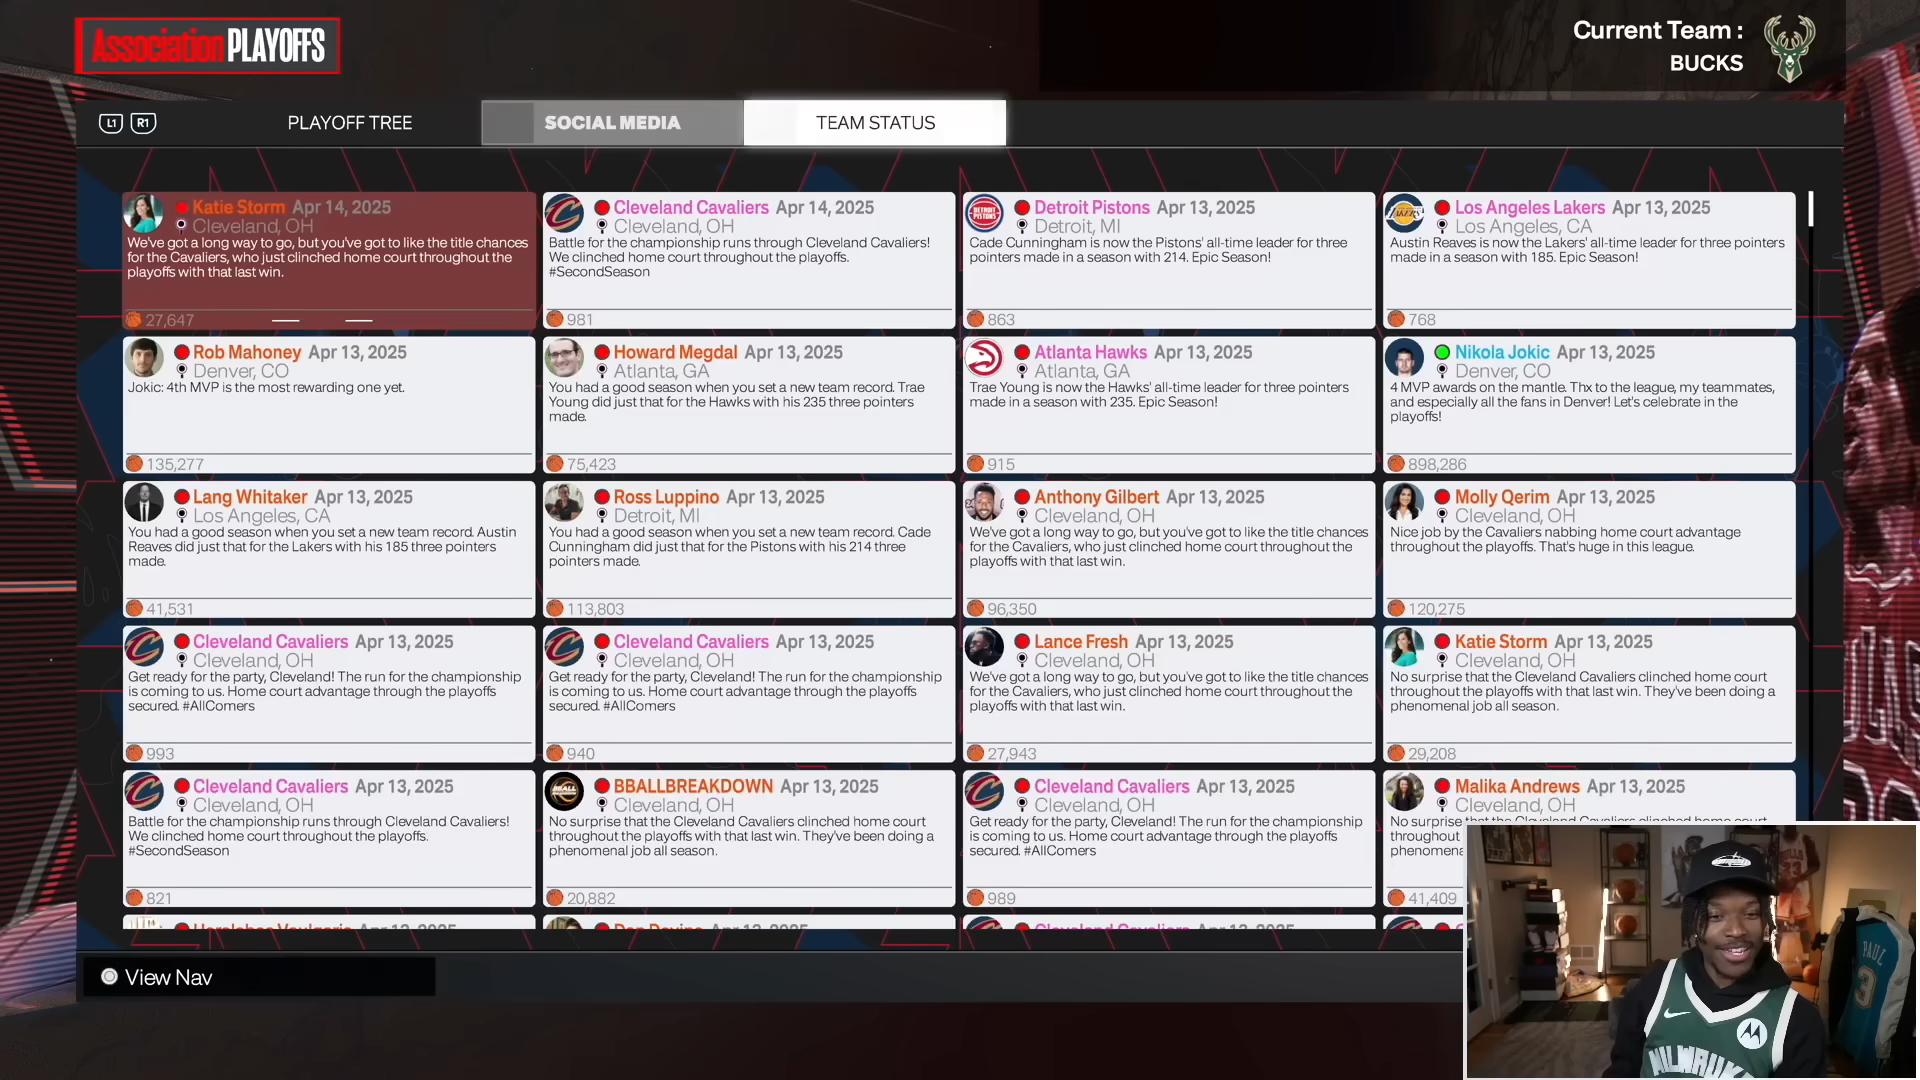 Association PLAYOFFS
Current Team :
BUCKS
L1 R1
PLAYOFF TREE
SOCIAL MEDIA
TEAM STATUS
Katie Storm Apr 14, 2025
Cleveland, OH
We've got a long way to go, but you've got to like the title chances
for the Cavaliers, who just clinched home court throughout the
playoffs with that last win.
27,647
Cleveland Cavaliers Apr 14, 2025
Cleveland, OH
Battle for the championship runs through Cleveland Cavaliers!
We clinched home court throughout the playoffs.
#SecondSeason
981
DETROIT PISTONS
Detroit Pistons Apr 13, 2025
Detroit, MI
Cade Cunningham is now the Pistons' all-time leader for three
pointers made in a season with 214. Epic Season!
863
LAKERS
Los Angeles Lakers Apr 13, 2025
Los Angeles, CA
Austin Reaves is now the Lakers' all-time leader for three pointers
made in a season with 185. Epic Season!
768
Rob Mahoney Apr 13, 2025
Denver, CO
Jokic: 4th MVP is the most rewarding one yet.
135,277
Howard Megdal Apr 13, 2025
Atlanta, GA
You had a good season when you set a new team record. Trae
Young did just that for the Hawks with his 235 three pointers
made.
75,423
Atlanta Hawks Apr 13, 2025
Atlanta, GA
Trae Young is now the Hawks' all-time leader for three pointers
made in a season with 235. Epic Season!
915
Nikola Jokic Apr 13, 2025
Denver, CO
4 MVP awards on the mantle. Thx to the league, my teammates,
and especially all the fans in Denver! Let's celebrate in the
playoffs!
898,286
Lang Whitaker Apr 13, 2025
Los Angeles, CA
You had a good season when you set a new team record. Austin
Reaves did just that for the Lakers with his 185 three pointers
made.
41,531
Ross Luppino Apr 13, 2025
Detroit, MI
You had a good season when you set a new team record. Cade
Cunningham did just that for the Pistons with his 214 three
pointers made.
113,803
Anthony Gilbert Apr 13, 2025
Cleveland, OH
We've got a long way to go, but you've got to like the title chances
for the Cavaliers, who just clinched home court throughout the
playoffs with that last win.
96,350
Molly Qerim Apr 13, 2025
Cleveland, OH
Nice job by the Cavaliers nabbing home court advantage
throughout the playoffs. That's huge in this league.
120,275
Cleveland Cavaliers Apr 13, 2025
Cleveland, OH
Get ready for the party, Cleveland! The run for the championship
is coming to us. Home court advantage through the playoffs
secured. #AllComers
993
Cleveland Cavaliers Apr 13, 2025
Cleveland, OH
Get ready for the party, Cleveland! The run for the championship
is coming to us. Home court advantage through the playoffs
secured. #AllComers
940
Lance Fresh Apr 13, 2025
Cleveland, OH
We've got a long way to go, but you've got to like the title chances
for the Cavaliers, who just clinched home court throughout the
playoffs with that last win.
27,943
Katie Storm Apr 13, 2025
Cleveland, OH
No surprise that the Cleveland Cavaliers clinched home court
throughout the playoffs with that last win. They've been doing a
phenomenal job all season.
29,208
Cleveland Cavaliers Apr 13, 2025
Cleveland, OH
Battle for the championship runs through Cleveland Cavaliers!
We clinched home court throughout the playoffs.
#SecondSeason
821
BBALL
BBALLBREAKDOWN Apr 13, 2025
Cleveland, OH
No surprise that the Cleveland Cavaliers clinched home court
throughout the playoffs with that last win. They've been doing a
phenomenal job all season.
20,882
Cleveland Cavaliers Apr 13, 2025
Cleveland, OH
Get ready for the party, Cleveland! The run for the championship
is coming to us. Home court advantage through the playoffs
secured. #AllComers
989
Malika Andrews Apr 13, 2025
Cleveland, OH
No surprise that the Cleveland Cavaliers clinched home court
throughout
41,409
Cleveland Cavaliers Apr 13, 2025
View Nav
PAUL
3